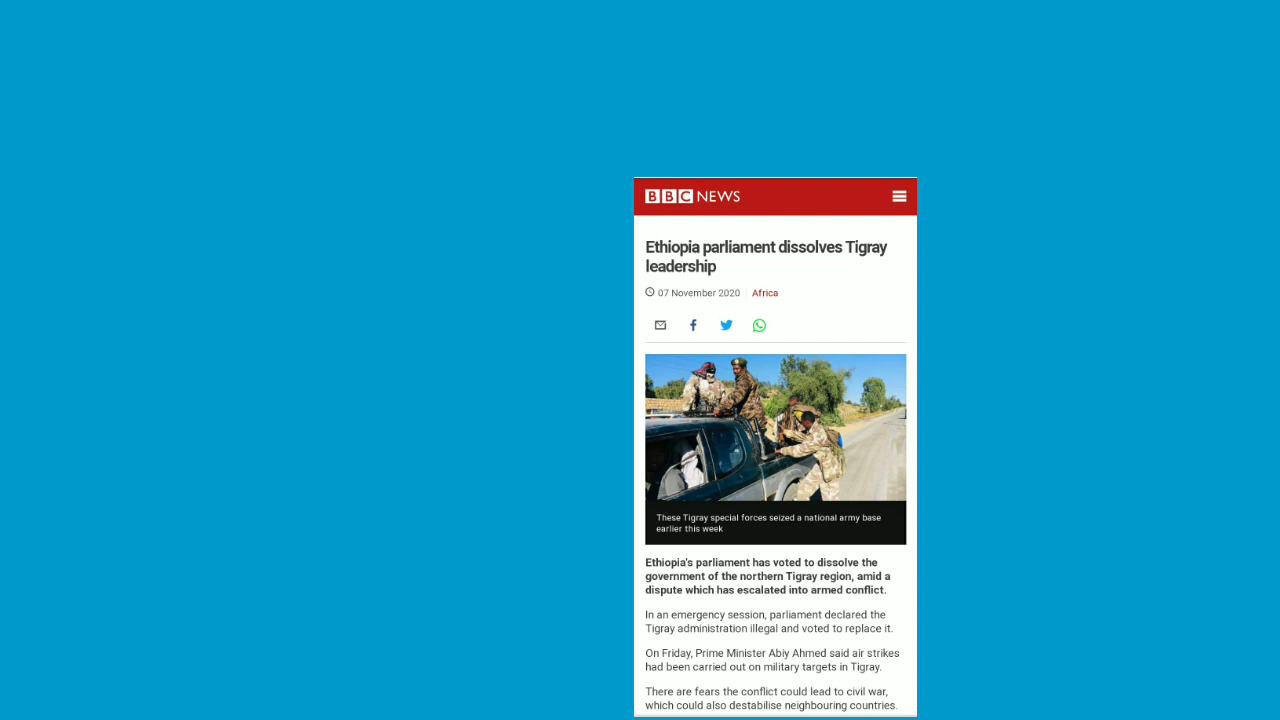 BBC NEWS
Ethiopia parliament dissolves Tigray
leadership
07 November 2020 Africa
These Tigray special forces seized a national army base
earlier this week
Ethiopia's parliament has voted to dissolve the
government of the northern Tigray region, amid a
dispute which has escalated into armed conflict.
In an emergency session, parliament declared the
Tigray administration illegal and voted to replace it.
On Friday, Prime Minister Abiy Ahmed said air strikes
had been carried out on military targets in Tigray.
There are fears the conflict could lead to civil war,
which could also destabilise neighbouring countries.